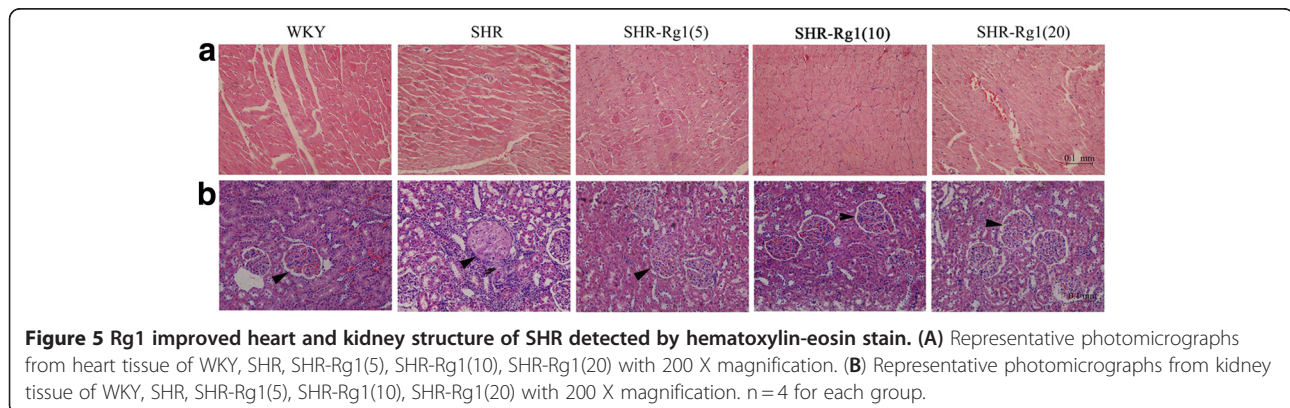 WKY SHR SHR-Rg1(5) SHR-Rg1(10) SHR-Rg1(20)
a
0.1 mm
b
0.1 mm
Figure 5 Rg1 improved heart and kidney structure of SHR detected by hematoxylin-eosin stain. (A) Representative photomicrographs
from heart tissue of WKY, SHR, SHR-Rg1(5), SHR-Rg1(10), SHR-Rg1(20) with 200 X magnification. (B) Representative photomicrographs from kidney
tissue of WKY, SHR, SHR-Rg1(5), SHR-Rg1(10), SHR-Rg1(20) with 200 X magnification. n = 4 for each group.